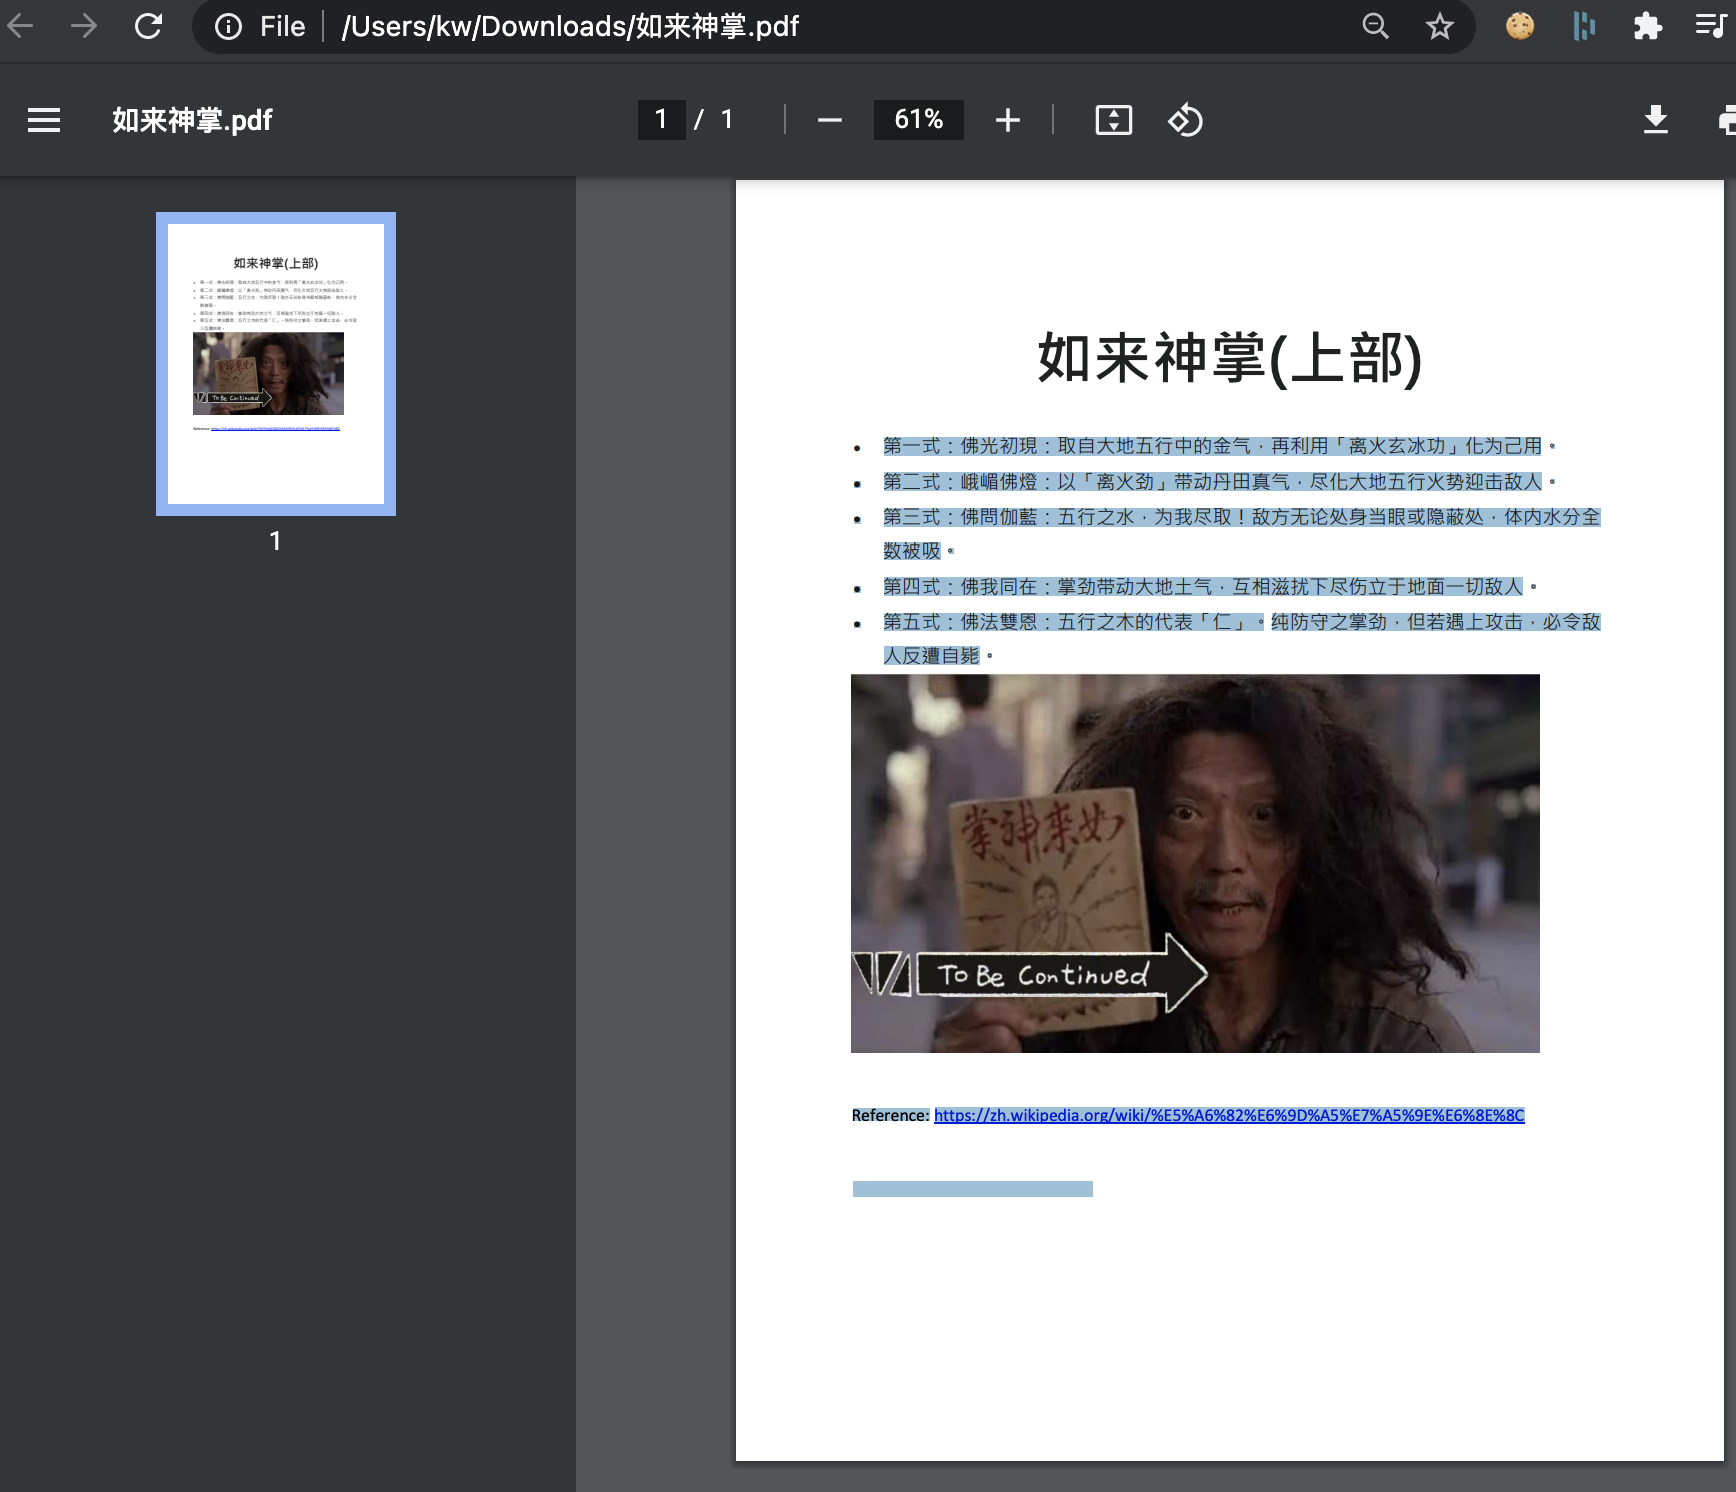 File
/Users/kw/Downloads/如来神掌.pdf
如来神掌.pdf
1 / 1
61%
如来神掌(上部)
1
如来神掌(上部)
• 第一式：佛光初現：取自大地五行中的金气，再利用「离火玄冰功」化为己用。
• 第二式：峨嵋佛燈：以「离火劲」带动丹田真气，尽化大地五行火势迎击敌人。
• 第三式：佛問伽藍：五行之水，为我尽取！敌方无论处身当眼或隐蔽处，体内水分全
数被吸。
• 第四式：佛我同在：掌劲带动大地土气，互相滋扰下尽伤立于地面一切敌人。
• 第五式：佛法雙恩：五行之木的代表「仁」。纯防守之掌劲，但若遇上攻击，必令敌
人反遭自毙。
掌神来如
To Be Continued
Reference: https://zh.wikipedia.org/wiki/%E5%A6%82%E6%9D%A5%E7%A5%9E%E6%8E%8C